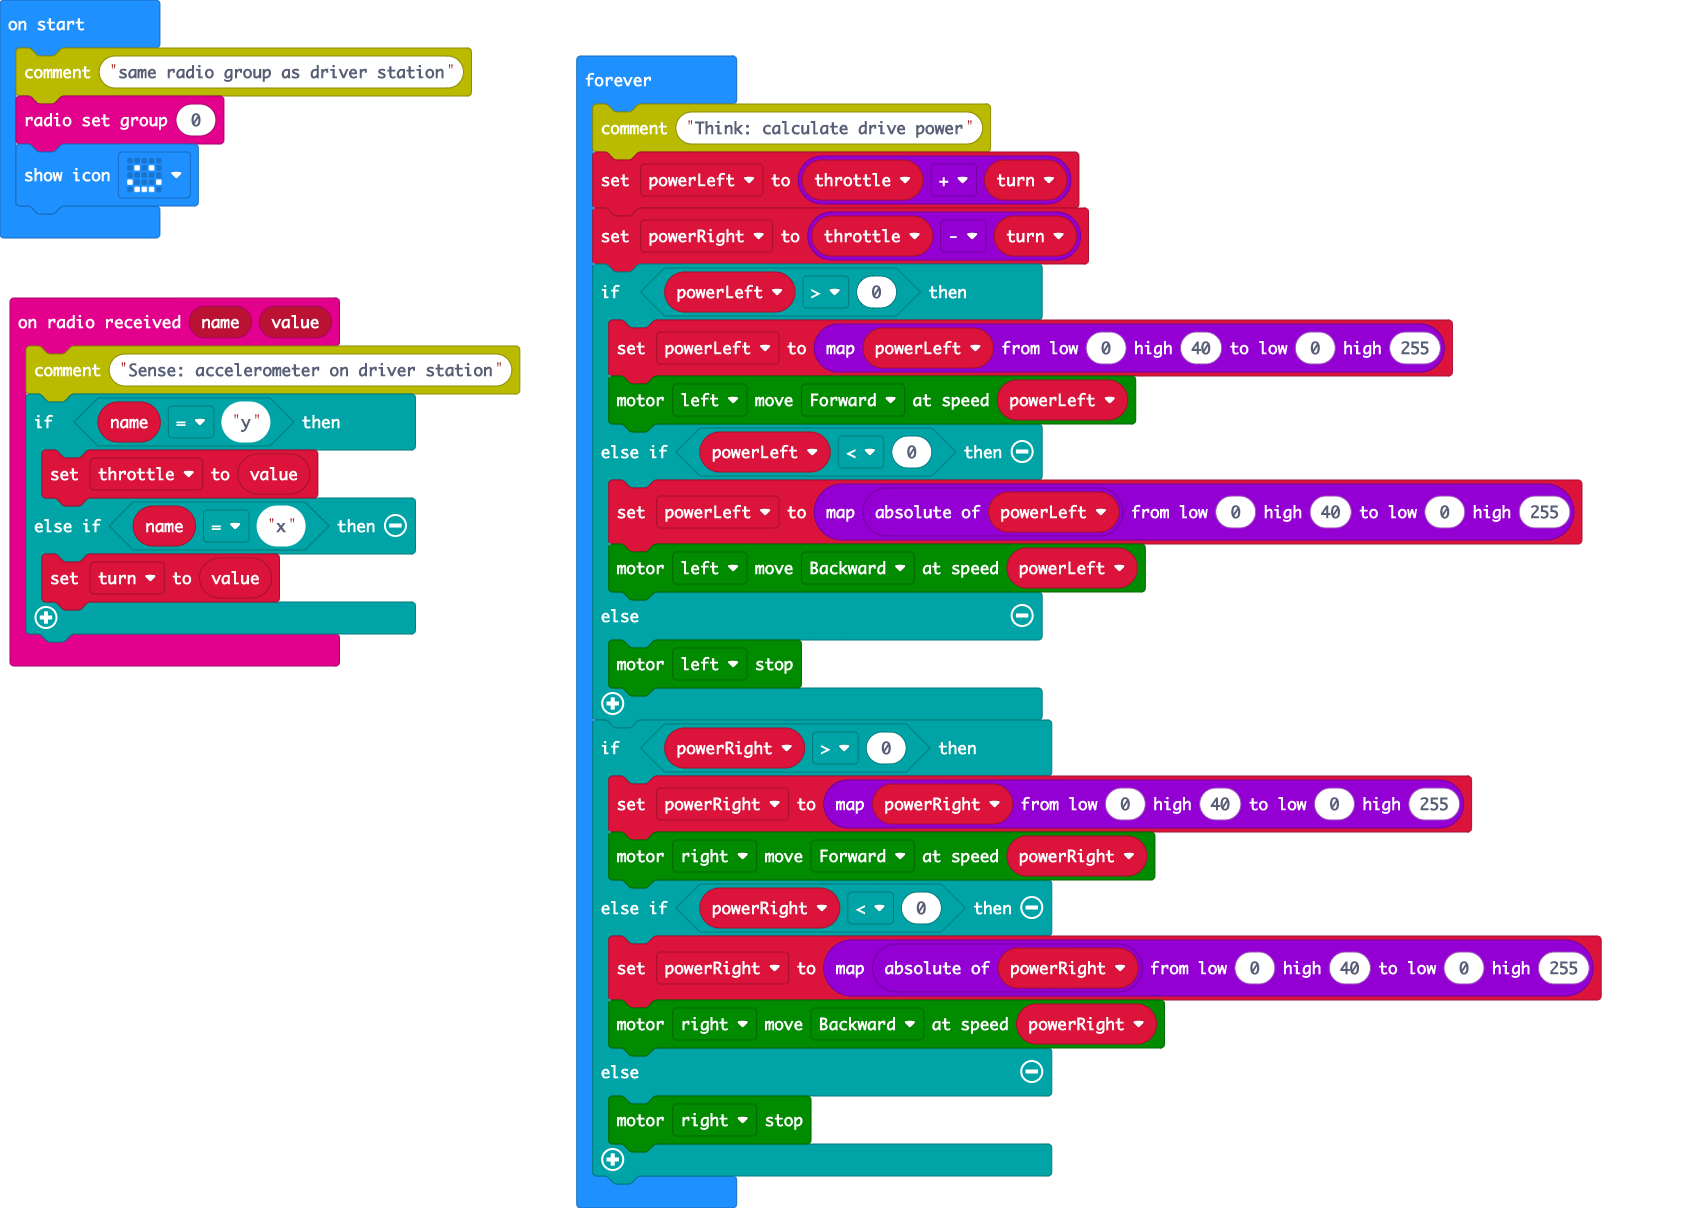 on start
comment "same radio group as driver station"
radio set group 0
show icon
on radio received name value
comment "Sense: accelerometer on driver station"
if name = "y" then
set throttle to value
else if name = "x" then
set turn to value
forever
comment "Think: calculate drive power"
set powerLeft to throttle + turn
set powerRight to throttle - turn
if powerLeft > 0 then
set powerLeft to map powerLeft from low 0 high 40 to low 0 high 255
motor left move Forward at speed powerLeft
else if powerLeft < 0 then
set powerLeft to map absolute of powerLeft from low 0 high 40 to low 0 high 255
motor left move Backward at speed powerLeft
else
motor left stop
if powerRight > 0 then
set powerRight to map powerRight from low 0 high 40 to low 0 high 255
motor right move Forward at speed powerRight
else if powerRight < 0 then
set powerRight to map absolute of powerRight from low 0 high 40 to low 0 high 255
motor right move Backward at speed powerRight
else
motor right stop